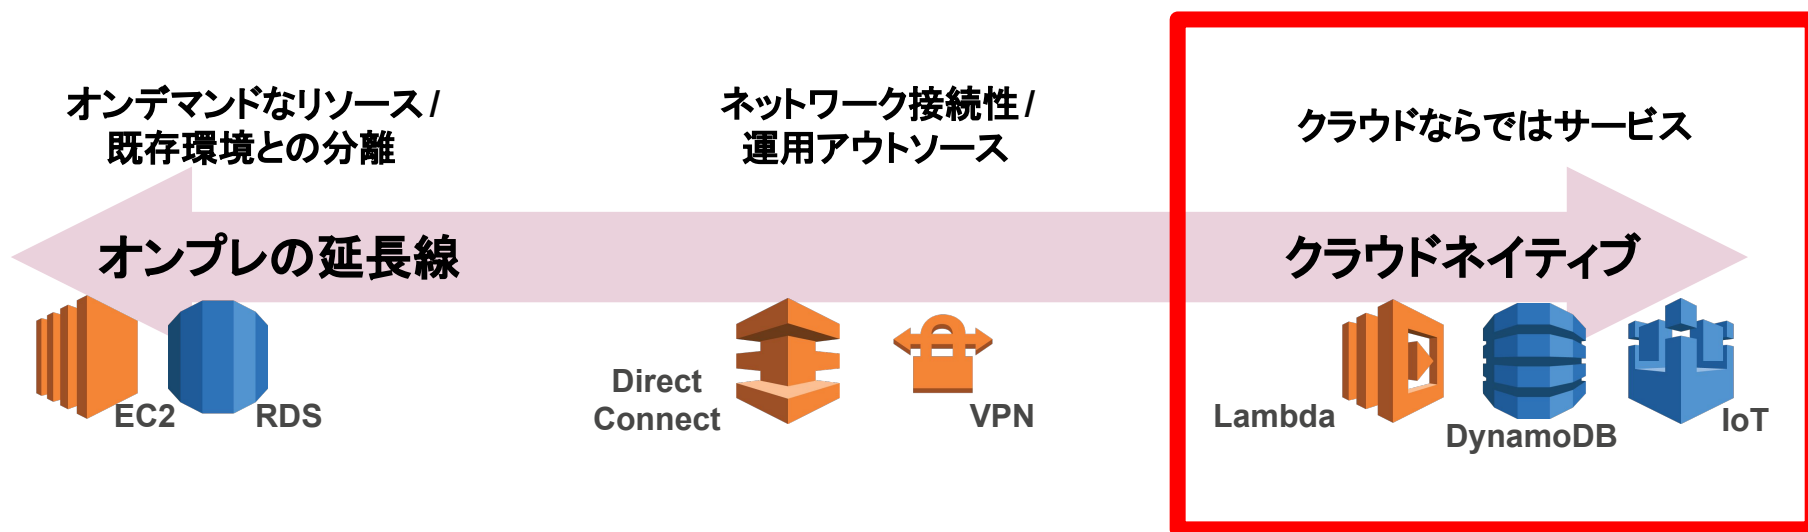 オンデマンドなリソース /
既存環境との分離
ネットワーク接続性 /
運用アウトソース
クラウドならではサービス
オンプレの延長線
クラウドネイティブ
EC2
RDS
Direct
Connect
VPN
Lambda
DynamoDB
IoT